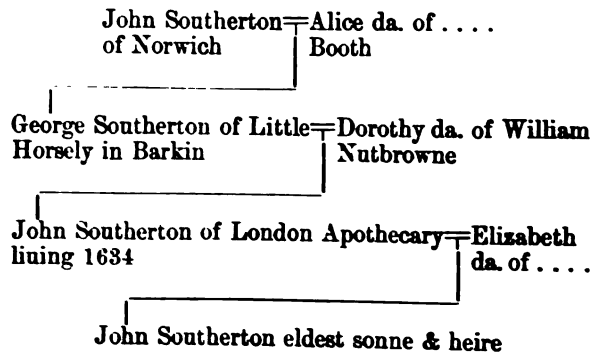 John Southerton=Alice da. of . . . .
of Norwich Booth
George Southerton of Little=Dorothy da. of William
Horsely in Barkin Nutbrowne
John Southerton of London Apothecary=Elizabeth
liuing 1634 da. of . . . .
John Southerton eldest sonne & heire